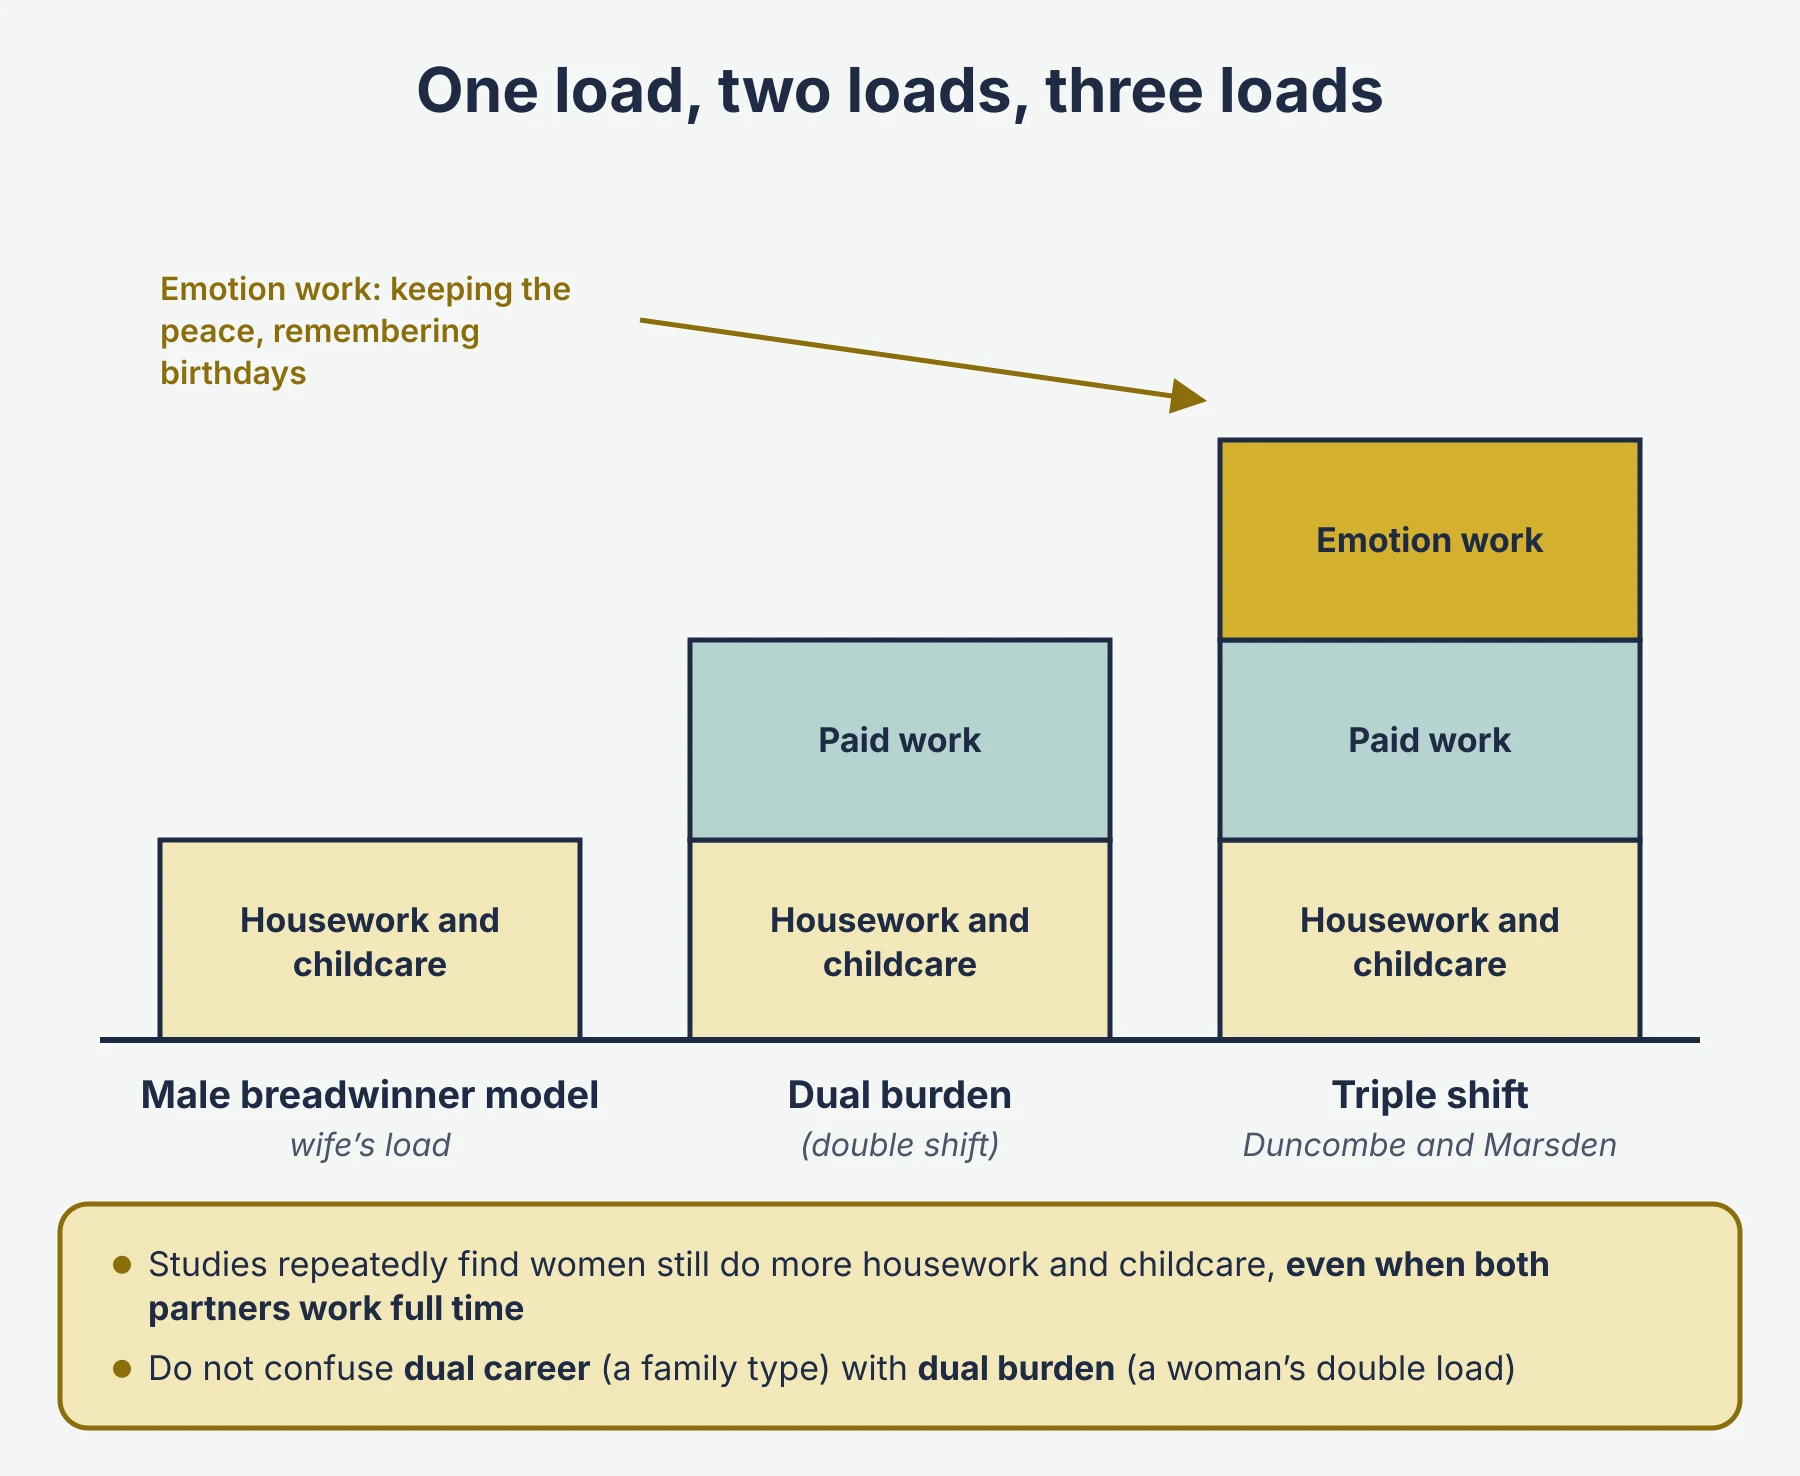 One load, two loads, three loads
Emotion work: keeping the
peace, remembering
birthdays
Emotion work
Paid work
Paid work
Housework and
childcare
Housework and
childcare
Housework and
childcare
Male breadwinner model
wife’s load
Dual burden
(double shift)
Triple shift
Duncombe and Marsden
Studies repeatedly find women still do more housework and childcare, even when both
partners work full time
Do not confuse dual career (a family type) with dual burden (a woman’s double load)